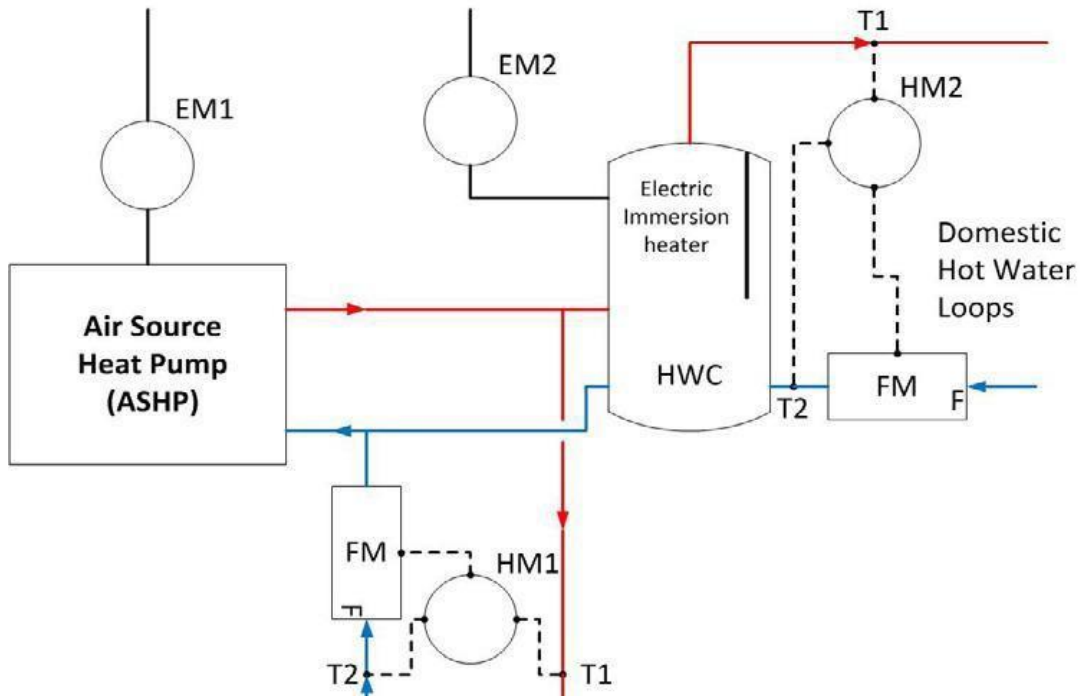 T1
EM2
HM2
EM1
Electric
Immersion
heater
Domestic
Hot Water
Loops
Air Source
Heat Pump
(ASHP)
HWC
FM
F
T2
FM
HM1
F
T2
T1